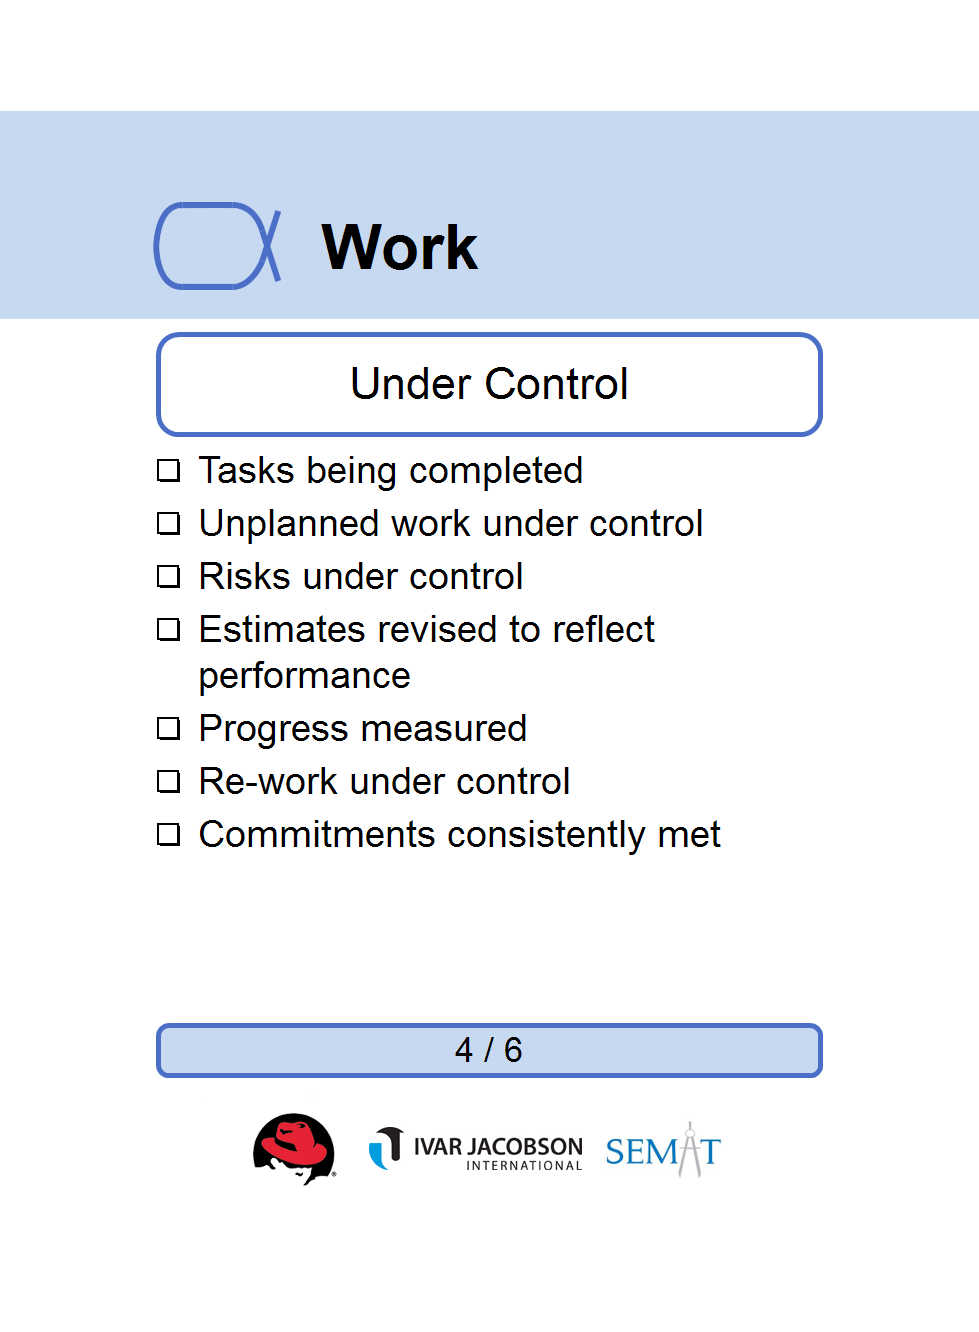 Work
Under Control
Tasks being completed
Unplanned work under control
Risks under control
Estimates revised to reflect
performance
Progress measured
Re-work under control
Commitments consistently met
4 / 6
IVAR JACOBSON
INTERNATIONAL
SEMAT